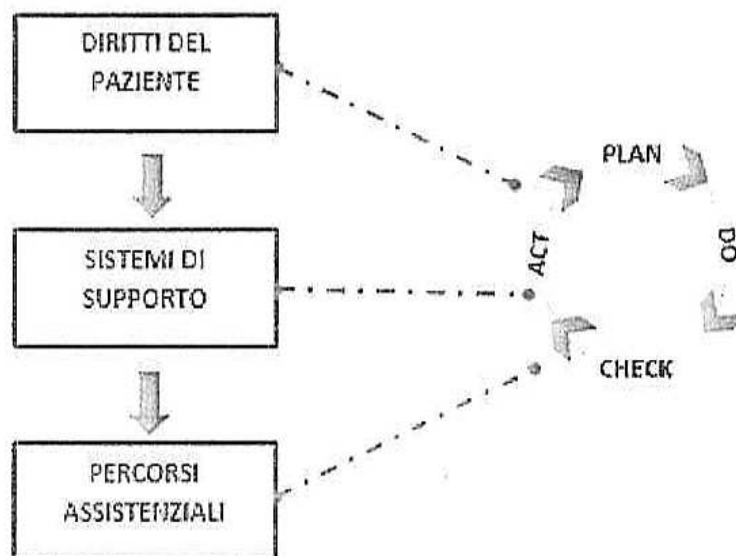 DIRITTI DEL
PAZIENTE
SISTEMI DI
SUPPORTO
PERCORSI
ASSISTENZIALI
PLAN
DO
CHECK
ACT